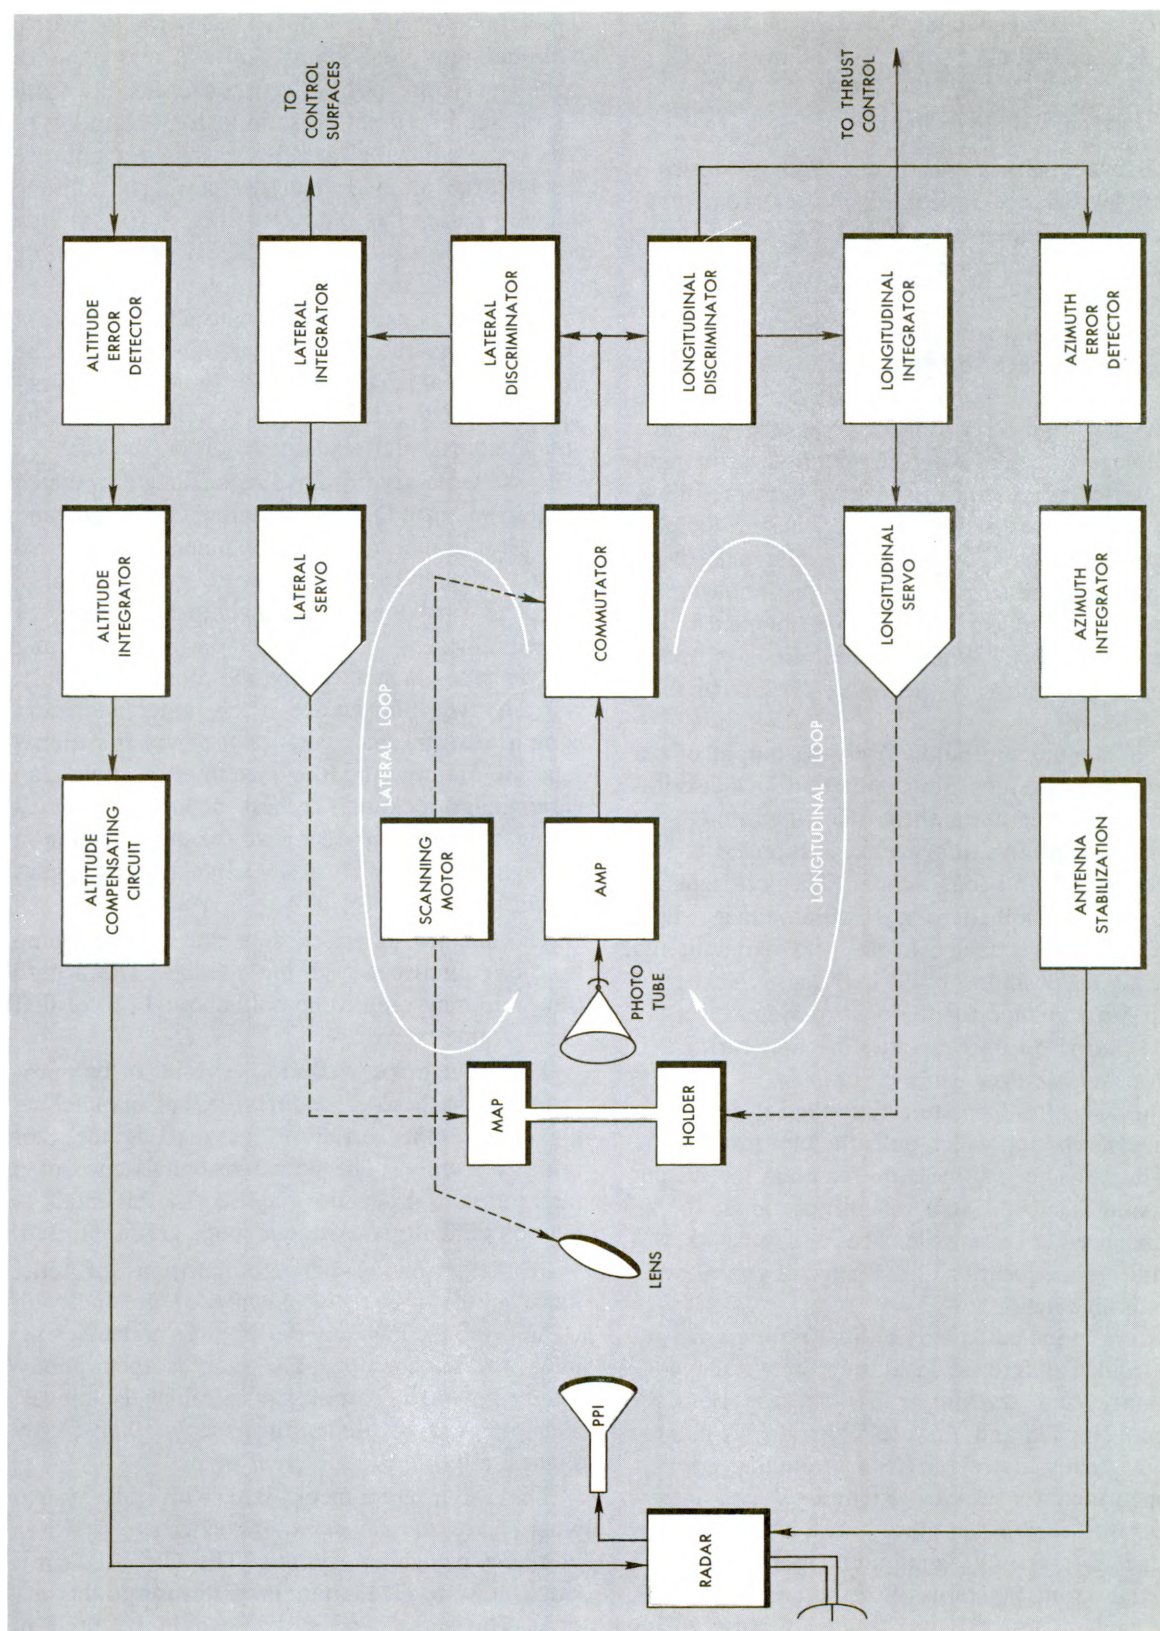 ALTITUDE
COMPENSATING
CIRCUIT
ALTITUDE
INTEGRATOR
ALTITUDE
ERROR
DETECTOR
TO
CONTROL
SURFACES
LATERAL
SERVO
LATERAL
INTEGRATOR
LATERAL LOOP
SCANNING
MOTOR
LATERAL
DISCRIMINATOR
RADAR
PPI
LENS
MAP
HOLDER
PHOTO
TUBE
AMP
COMMUTATOR
LONGITUDINAL
DISCRIMINATOR
LONGITUDINAL LOOP
LONGITUDINAL
SERVO
LONGITUDINAL
INTEGRATOR
TO THRUST
CONTROL
ANTENNA
STABILIZATION
AZIMUTH
INTEGRATOR
AZIMUTH
ERROR
DETECTOR